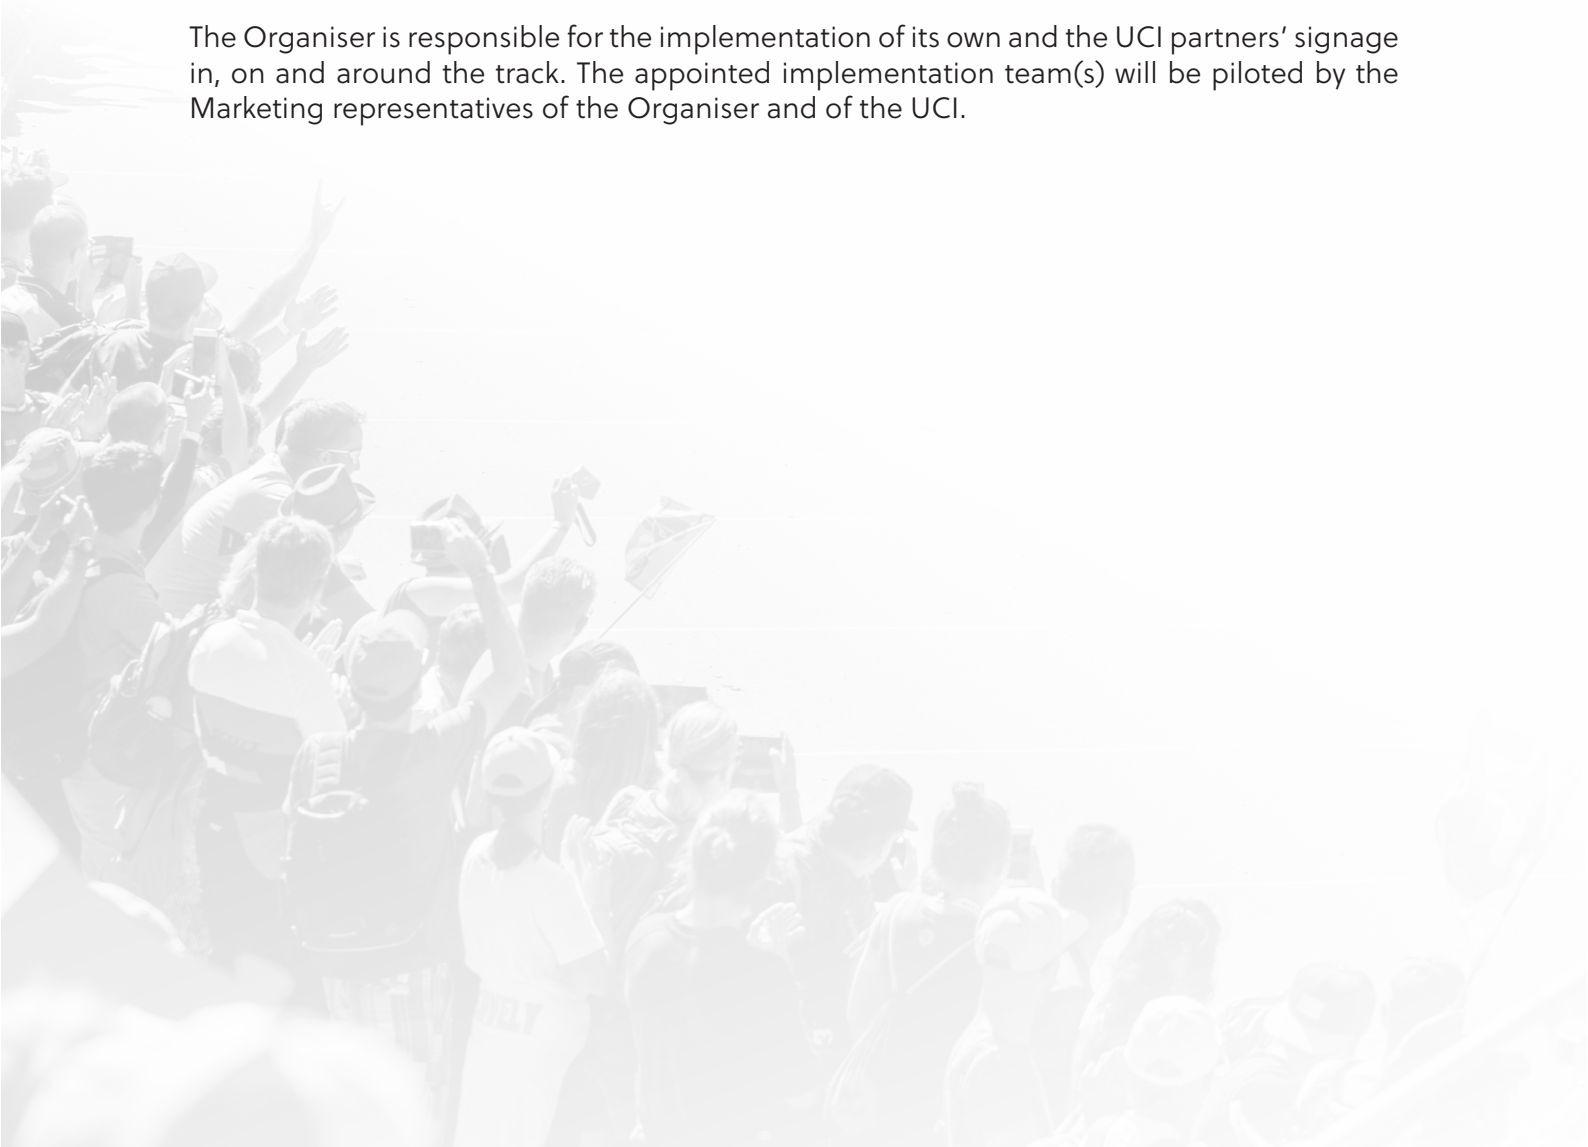 The Organiser is responsible for the implementation of its own and the UCI partners’ signage
in, on and around the track. The appointed implementation team(s) will be piloted by the
Marketing representatives of the Organiser and of the UCI.